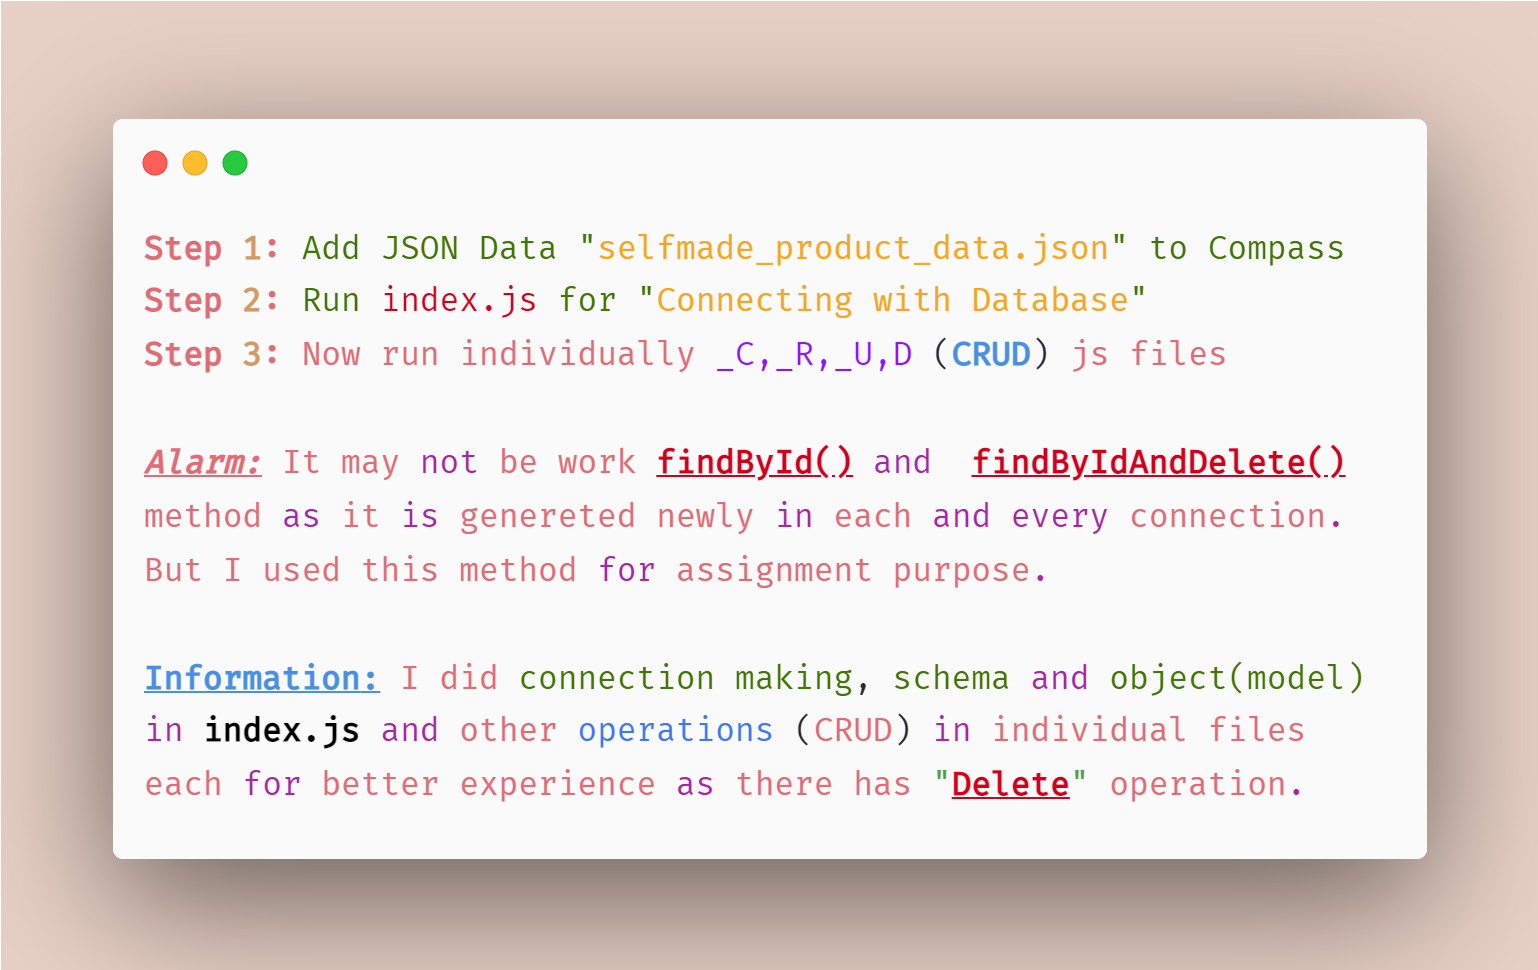 Step 1: Add JSON Data "selfmade_product_data.json" to Compass
Step 2: Run index.js for "Connecting with Database"
Step 3: Now run individually _C,_R,_U,D (CRUD) js files
Alarm: It may not be work findById() and  findByIdAndDelete()
method as it is genereted newly in each and every connection.
But I used this method for assignment purpose.
Information: I did connection making, schema and object(model)
in index.js and other operations (CRUD) in individual files
each for better experience as there has "Delete" operation.